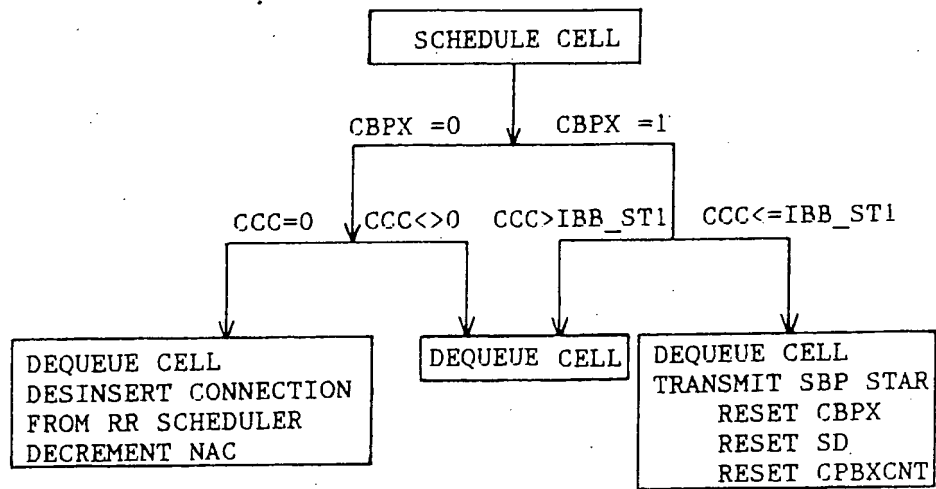 SCHEDULE CELL
CBPX =0 CBPX =1
CCC=0 CCC<>0 CCC>IBB_ST1 CCC<=IBB_ST1
DEQUEUE CELL
DESINSERT CONNECTION
FROM RR SCHEDULER
DECREMENT NAC
DEQUEUE CELL
DEQUEUE CELL
TRANSMIT SBP STAR
RESET CBPX
RESET SD
RESET CPBXCNT